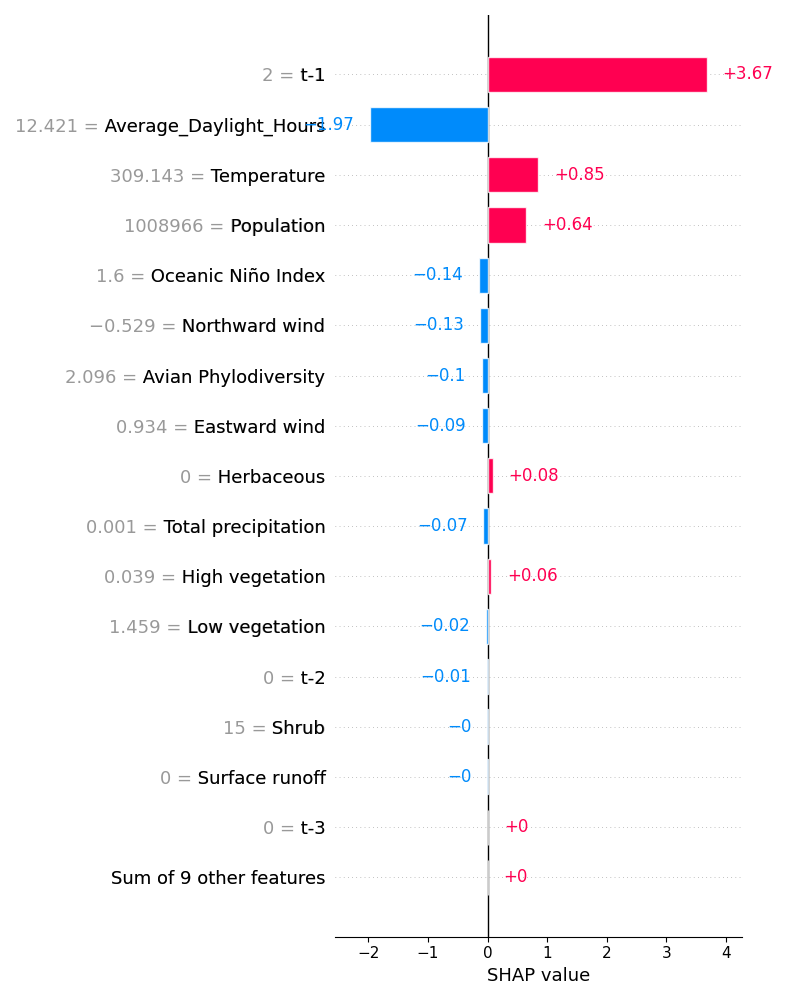 2 = t-1 +3.67
12.421 = Average_Daylight_Hours −1.97
309.143 = Temperature +0.85
1008966 = Population +0.64
1.6 = Oceanic Niño Index −0.14
−0.529 = Northward wind −0.13
2.096 = Avian Phylodiversity −0.1
0.934 = Eastward wind −0.09
0 = Herbaceous +0.08
0.001 = Total precipitation −0.07
0.039 = High vegetation +0.06
1.459 = Low vegetation −0.02
0 = t-2 −0.01
15 = Shrub −0
0 = Surface runoff −0
0 = t-3 +0
Sum of 9 other features +0
−2 −1 0 1 2 3 4
SHAP value